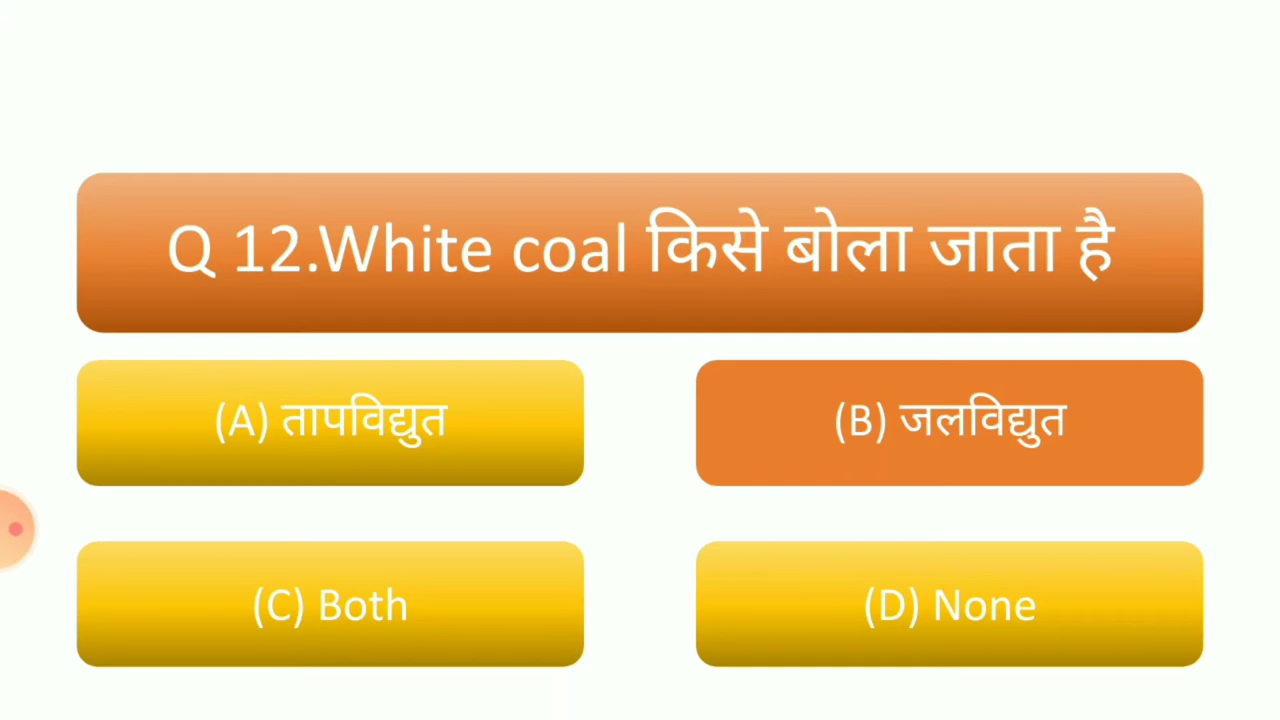 Q 12.White coal किसे बोला जाता है
(A) तापविद्युत
(B) जलविद्युत
(C) Both
(D) None